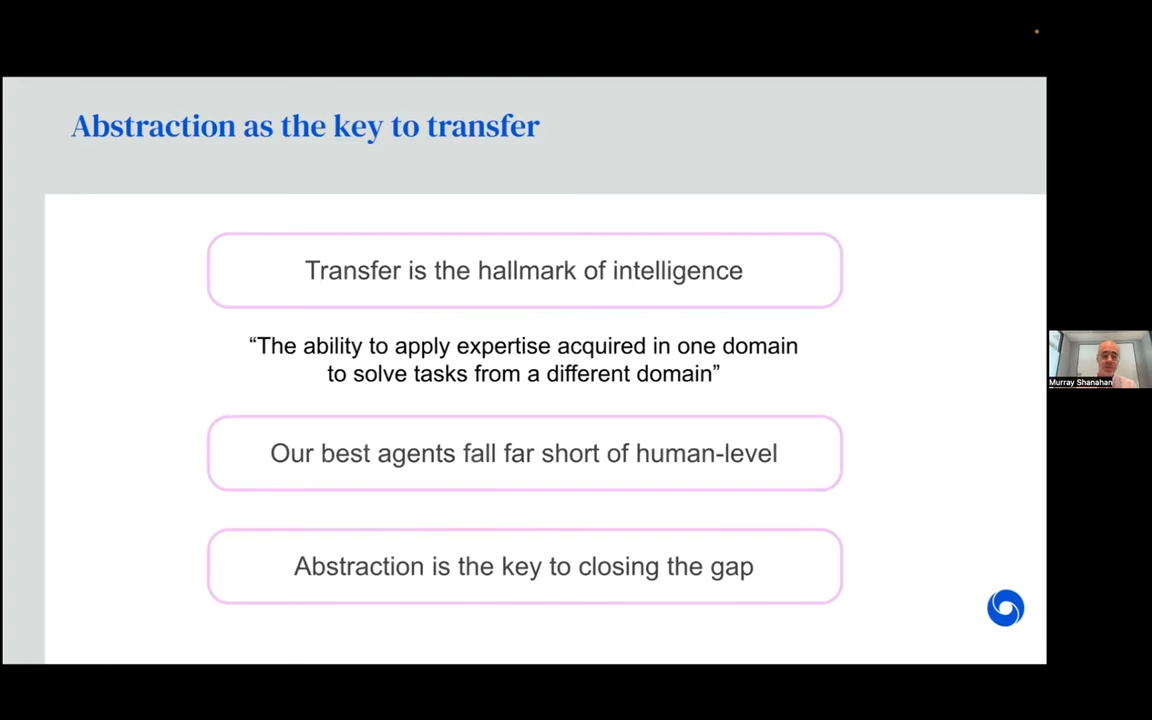 Abstraction as the key to transfer
Transfer is the hallmark of intelligence
“The ability to apply expertise acquired in one domain
to solve tasks from a different domain”
Our best agents fall far short of human-level
Abstraction is the key to closing the gap
Murray Shanahan